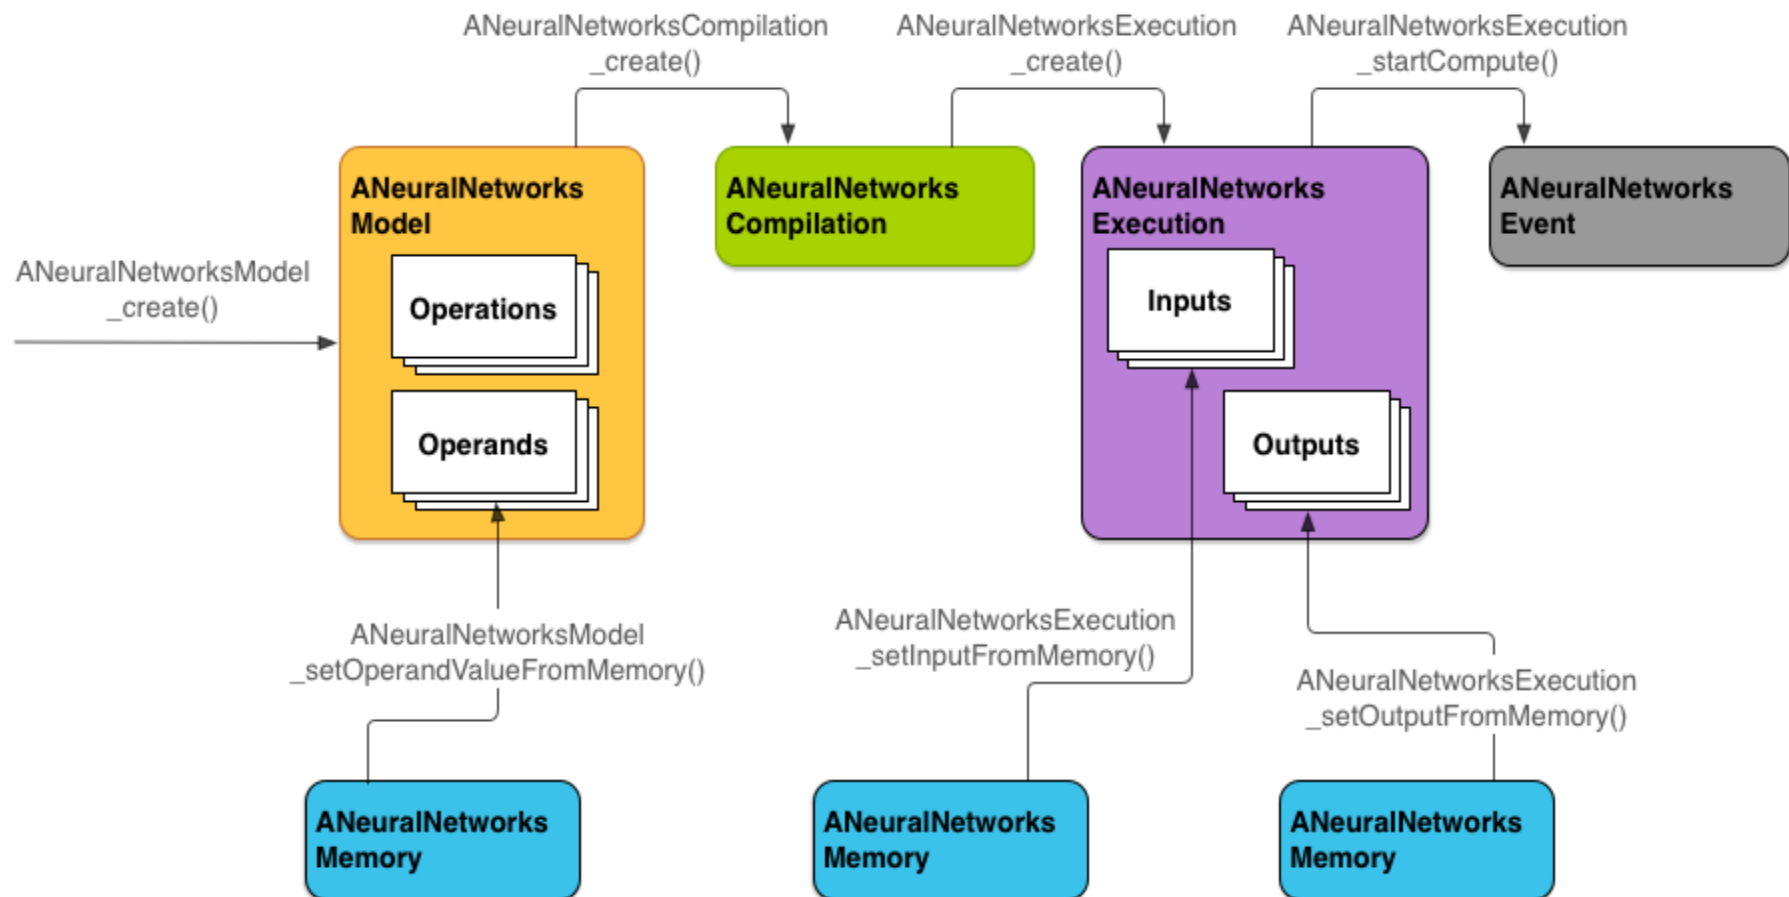 ANeuralNetworksCompilation
_create()
ANeuralNetworksExecution
_create()
ANeuralNetworksExecution
_startCompute()
ANeuralNetworksModel
_create()
ANeuralNetworks
Model
Operations
Operands
ANeuralNetworks
Compilation
ANeuralNetworks
Execution
Inputs
Outputs
ANeuralNetworks
Event
ANeuralNetworksModel
_setOperandValueFromMemory()
ANeuralNetworksExecution
_setInputFromMemory()
ANeuralNetworksExecution
_setOutputFromMemory()
ANeuralNetworks
Memory
ANeuralNetworks
Memory
ANeuralNetworks
Memory